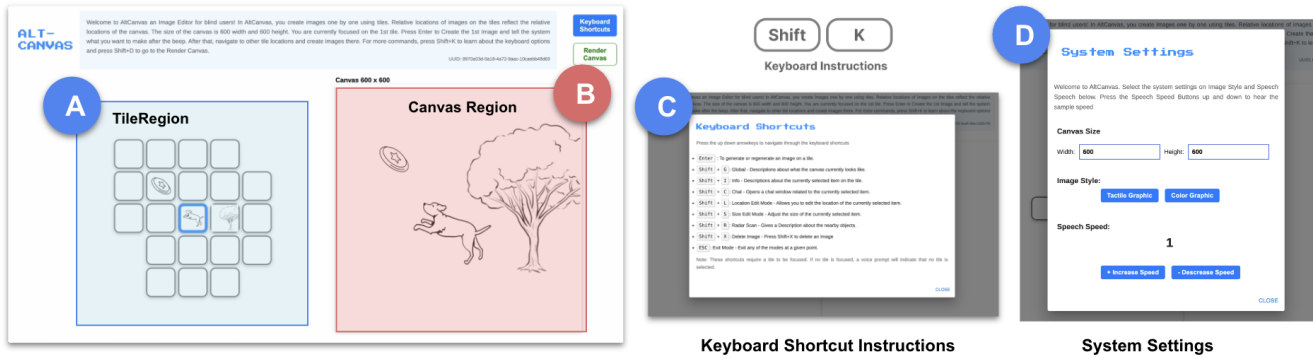 ALT-
CANVAS
Welcome to AltCanvas an Image Editor for blind users! In AltCanvas, you create images one by one using tiles. Relative locations of images on the tiles reflect the relative
locations of the canvas. The size of the canvas is 600 width and 600 height. You are currently focused on the 1st tile. Press Enter to Create the 1st Image and tell the system
what you want to make after the beep. After that, navigate to other tile locations and create images there. For more commands, press Shift+K to learn about the keyboard options
and press Shift+D to go to the Render Canvas.
Keyboard
Shortcuts
Render
Canvas
Canvas 600 x 600
A
TileRegion
B
Canvas Region
Shift K
Keyboard Instructions
C
Keyboard Shortcuts
Press the up down arrowkeys to navigate through the keyboard shortcuts
Enter : To generate or regenerate an image on a tile.
Shift + G : Global - Descriptions about what the canvas currently looks like.
Shift + I : Info - Descriptions about the currently selected item on the tile.
Shift + C : Chat - Opens a chat window related to the currently selected item.
Shift + L : Location Edit Mode - Allows you to edit the location of the currently selected item.
Shift + S : Size Edit Mode - Adjust the size of the currently selected item.
Shift + R : Radar Scan - Gives a Description about the nearby objects.
Shift + X : Delete Image - Press Shift+X to delete an image
ESC : Exit Mode - Exit any of the modes at a given point.
Note: These shortcuts require a tile to be focused. If no tile is focused, a voice prompt will indicate that no tile is
selected.
CLOSE
Keyboard Shortcut Instructions
D
System Settings
Welcome to AltCanvas. Select the system settings on Image Style and Speech
Speech below. Press the Speech Speed Buttons up and down to hear the
sample speed
Canvas Size
Width: 600 Height: 600
Image Style:
Tactile Graphic Color Graphic
Speech Speed:
1
+ Increase Speed - Descrease Speed
CLOSE
System Settings